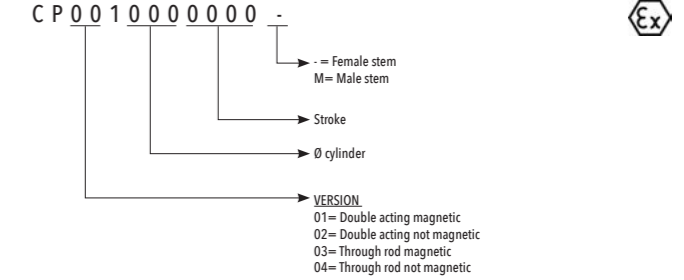 CP0010000000-
Ex
- = Female stem
M= Male stem
Stroke
Ø cylinder
VERSION
01= Double acting magnetic
02= Double acting not magnetic
03= Through rod magnetic
04= Through rod not magnetic